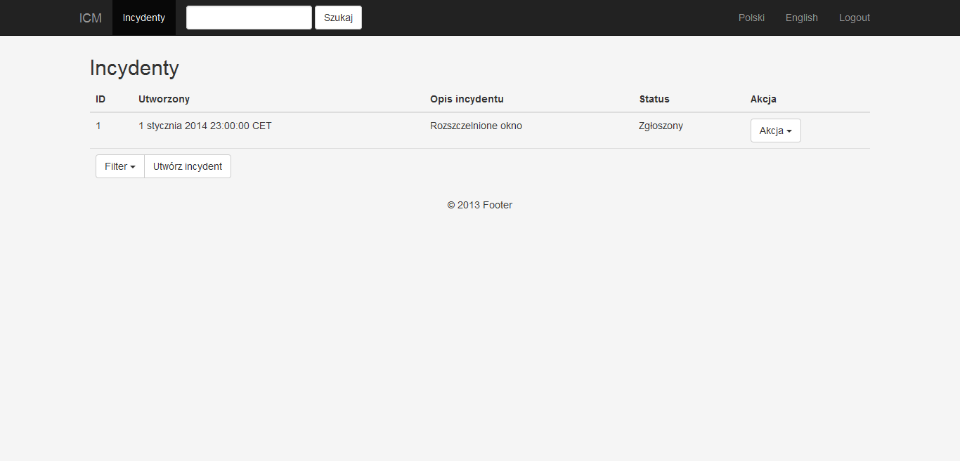 ICM Incydenty Szukaj Polski English Logout
Incydenty
ID Utworzony Opis incydentu Status Akcja
1 1 stycznia 2014 23:00:00 CET Rozszczelnione okno Zgłoszony Akcja
Filter Utwórz incydent
© 2013 Footer